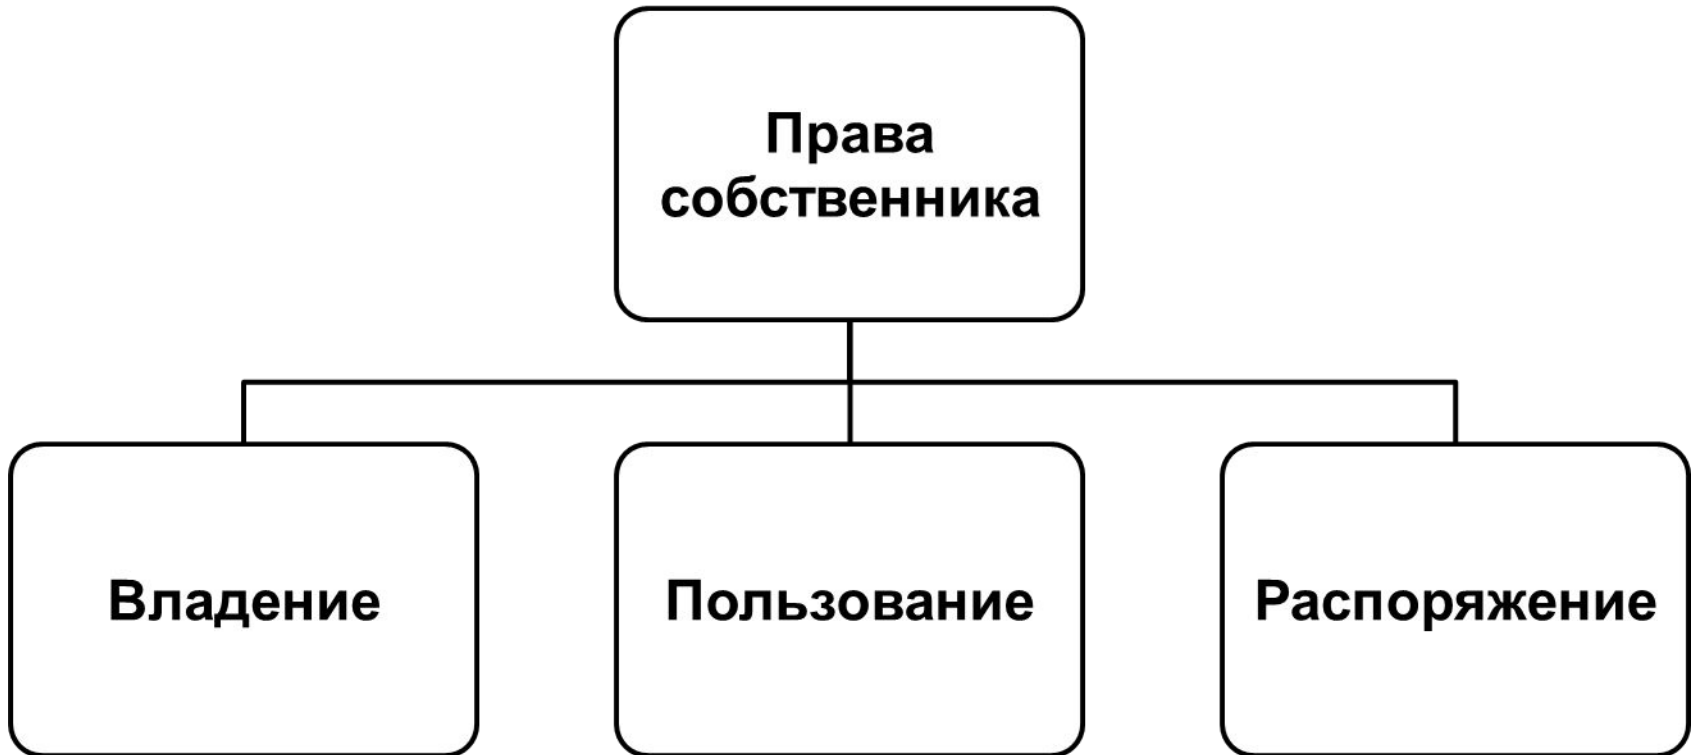 Права
собственника
Владение
Пользование
Распоряжение